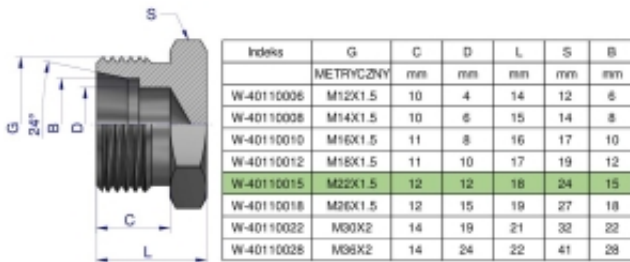 S
G
24°
B
D
C
L
Indeks G C D L S B
METRYCZNY mm mm mm mm mm
W-40110006 M12X1.5 10 4 14 12 6
W-40110008 M14X1.5 10 6 15 14 8
W-40110010 M16X1.5 11 8 16 17 10
W-40110012 M18X1.5 11 10 17 19 12
W-40110015 M22X1.5 12 12 18 24 15
W-40110018 M26X1.5 12 15 19 27 18
W-40110022 M30X2 14 19 21 32 22
W-40110028 M36X2 14 24 22 41 28